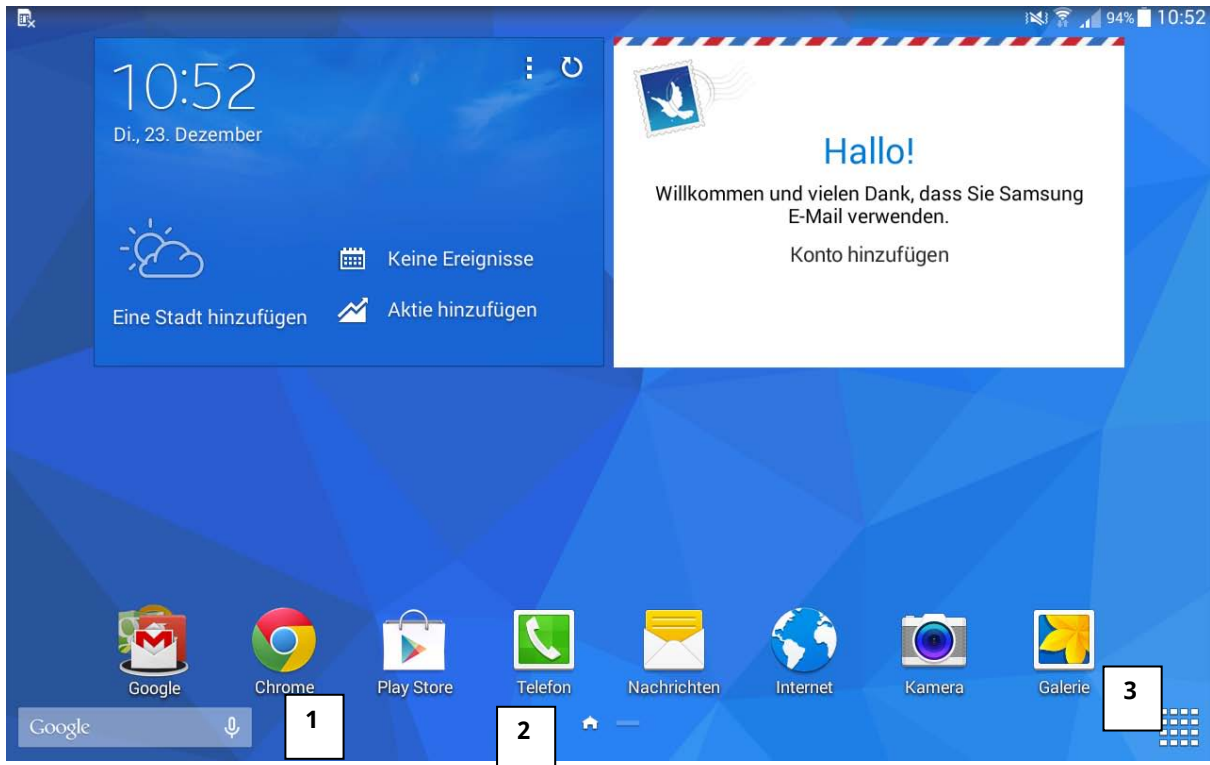 94% 10:52
10:52
Di., 23. Dezember
Eine Stadt hinzufügen
Keine Ereignisse
Aktie hinzufügen
Hallo!
Willkommen und vielen Dank, dass Sie Samsung
E-Mail verwenden.
Konto hinzufügen
Google Chrome Play Store Telefon Nachrichten Internet Kamera Galerie
Google
1
2
3